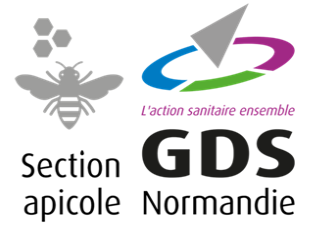 L'action sanitaire ensemble
GDS
Section
apicole
Normandie